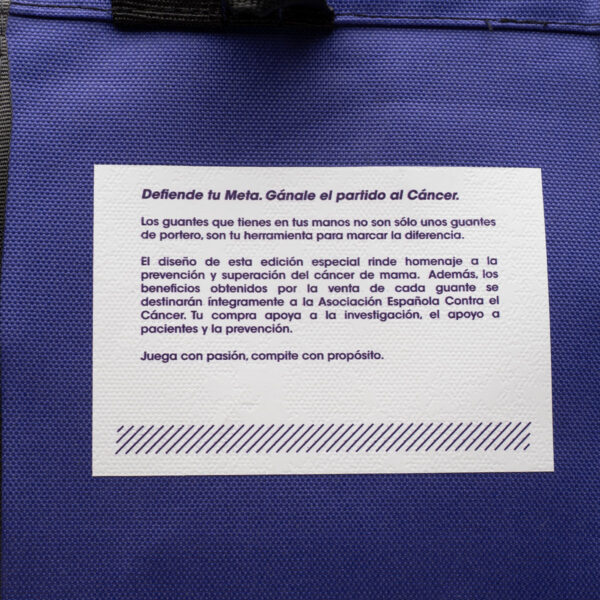 Defiende tu Meta. Gánale el partido al Cáncer.
Los guantes que tienes en tus manos no son sólo unos guantes
de portero, son tu herramienta para marcar la diferencia.
El diseño de esta edición especial rinde homenaje a la
prevención y superación del cáncer de mama. Además, los
beneficios obtenidos por la venta de cada guante se
destinarán íntegramente a la Asociación Española Contra el
Cáncer. Tu compra apoya a la investigación, el apoyo a
pacientes y la prevención.
Juega con pasión, compite con propósito.